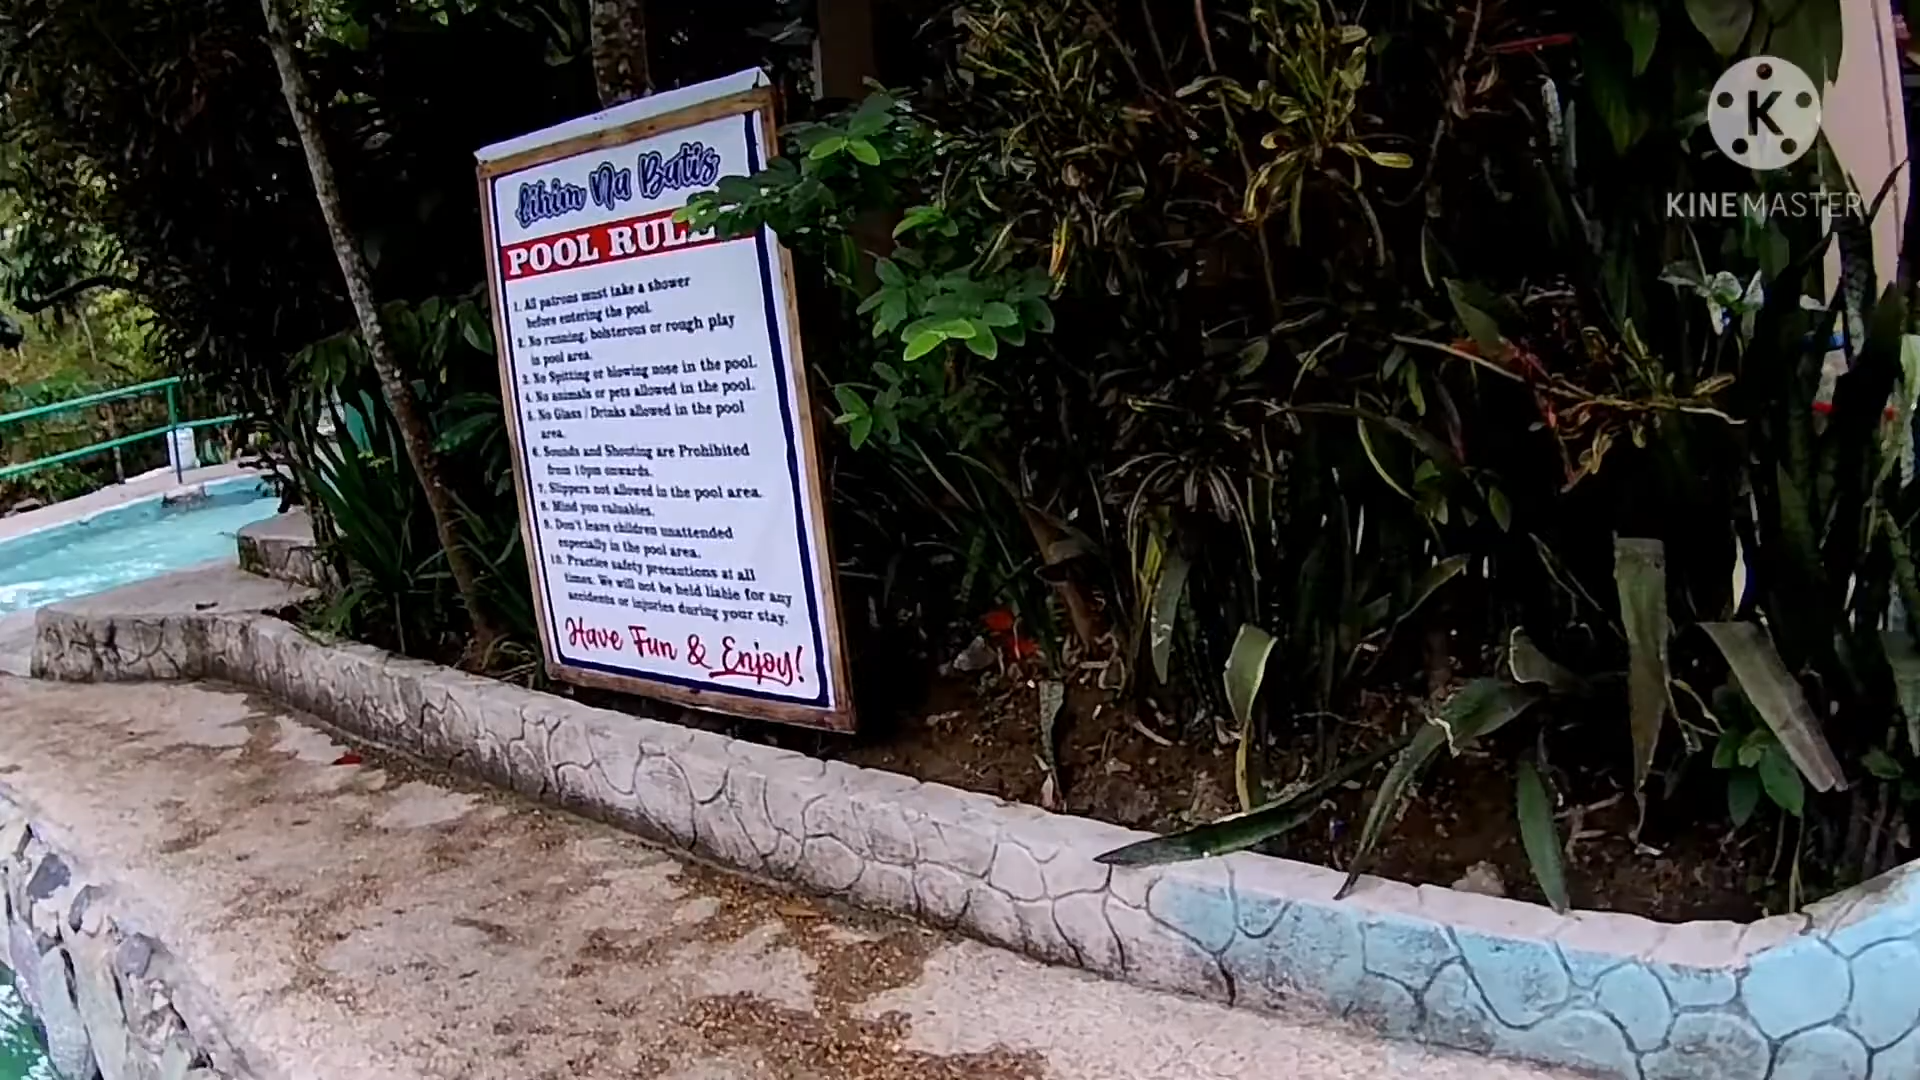 Lihim Na Batis
POOL RULE
1. All patrons must take a shower
before entering the pool.
2. No running, boisterous or rough play
in pool area.
3. No Spitting or blowing nose in the pool.
4. No animals or pets allowed in the pool.
5. No Glass / Drinks allowed in the pool
area.
6. Sounds and Shouting are Prohibited
from 10pm onwards.
7. Slippers not allowed in the pool area.
8. Mind you valuables.
9. Don't leave children unattended
especially in the pool area.
10. Practice safety precautions at all
times. We will not be held liable for any
accidents or injuries during your stay.
Have Fun & Enjoy!
K
KINEMASTER